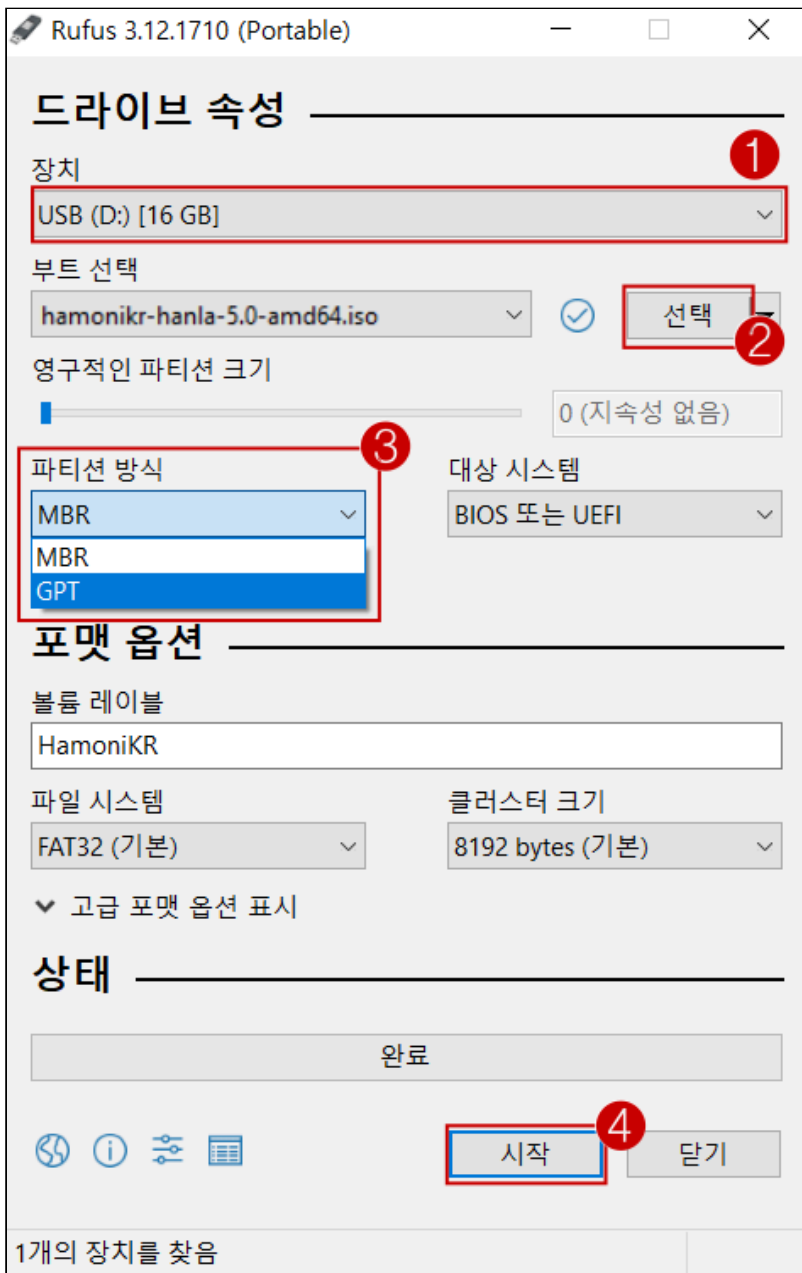 Rufus 3.12.1710 (Portable)
드라이브 속성
1
장치
USB (D:) [16 GB]
부트 선택
hamonikr-hanla-5.0-amd64.iso
선택
2
영구적인 파티션 크기
0 (지속성 없음)
3
파티션 방식
대상 시스템
MBR
BIOS 또는 UEFI
MBR
GPT
포맷 옵션
볼륨 레이블
HamoniKR
파일 시스템
클러스터 크기
FAT32 (기본)
8192 bytes (기본)
고급 포맷 옵션 표시
상태
완료
4
시작
닫기
1개의 장치를 찾음